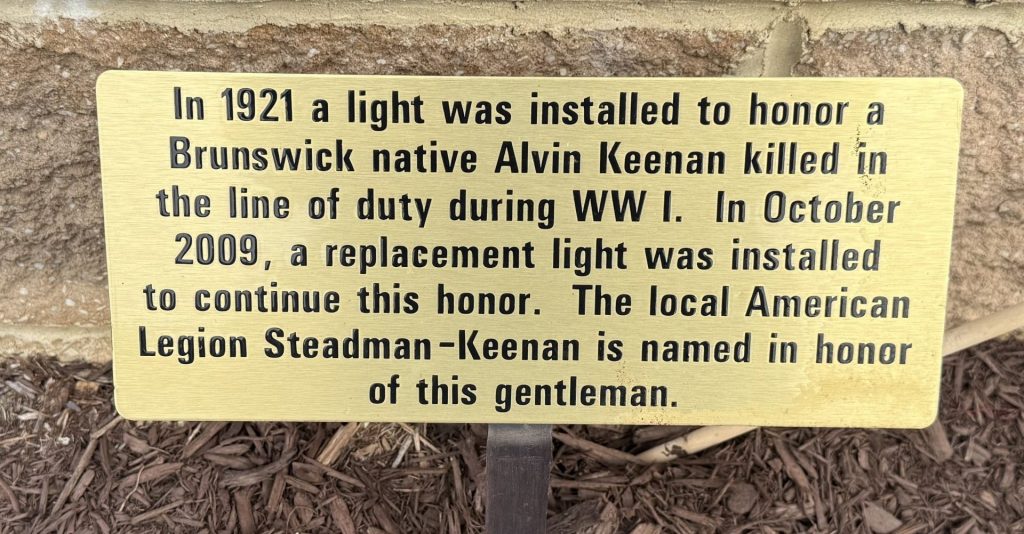 In 1921 a light was installed to honor a
Brunswick native Alvin Keenan killed in
the line of duty during WW I. In October
2009, a replacement light was installed
to continue this honor. The local American
Legion Steadman-Keenan is named in honor
of this gentleman.